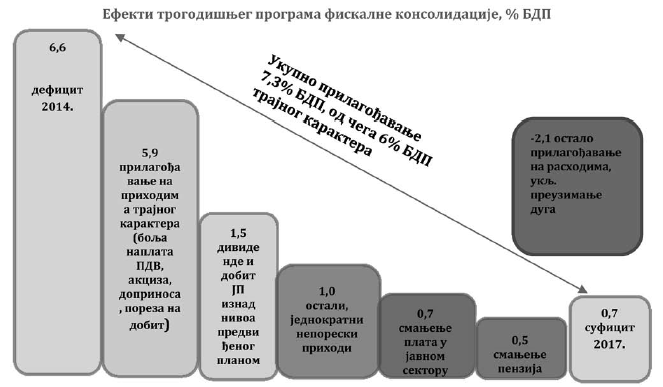 Ефекти трогодишњег програма фискалне консолидације, % БДП
6,6
дефицит
2014.
5,9
прилагођа
вање на
приходим
а трајног
карактера
(боља
наплата
ПДВ,
акциза,
доприноса
, пореза на
добит)
1,5
дивиде
нде и
добит
ЈП
изнад
нивоа
предви
ђеног
планом
1,0
остали,
једнократни
непорески
приходи
0,7
смањење
плата у
јавном
сектору
0,5
смањење
пензија
0,7
суфицит
2017.
Укупно прилагођавање
7,3% БДП, од чега 6% БДП
трајног карактера
-2,1 остало
прилагођавање
на расходима,
укљ.
преузимање
дуга